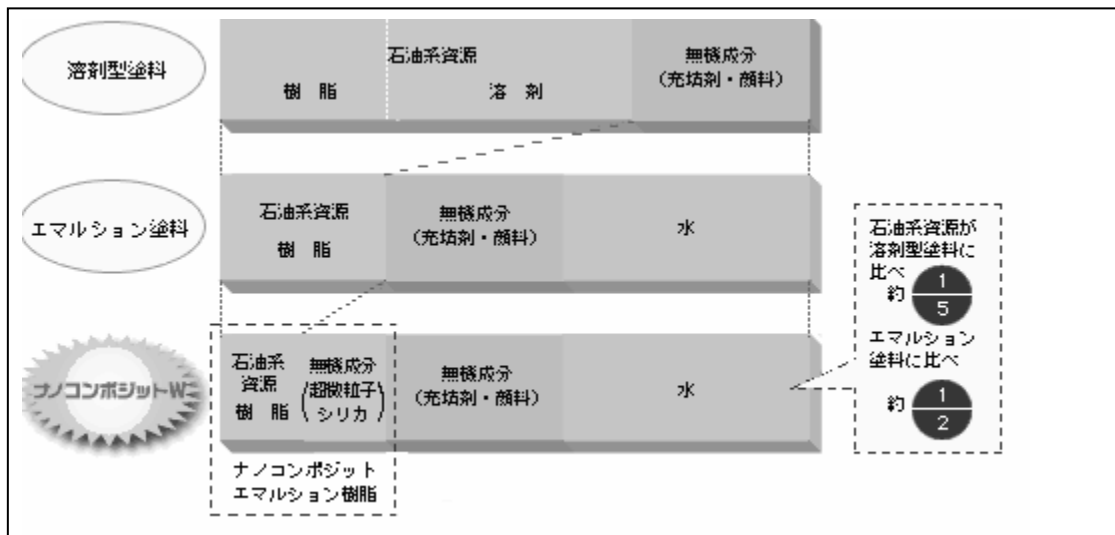 溶剤型塗料
石油系資源
樹 脂
溶 剤
無機成分
(充填剤・顔料)
エマルション塗料
石油系資源
樹 脂
無機成分
(充填剤・顔料)
水
石油系資源が
溶剤型塗料に
比べ
約 1
5
エマルション
塗料に比べ
約 1
2
ナノコンポジットW
石油系
資源
樹 脂
無機成分
(超微粒子
シリカ)
無機成分
(充填剤・顔料)
水
ナノコンポジット
エマルション樹脂